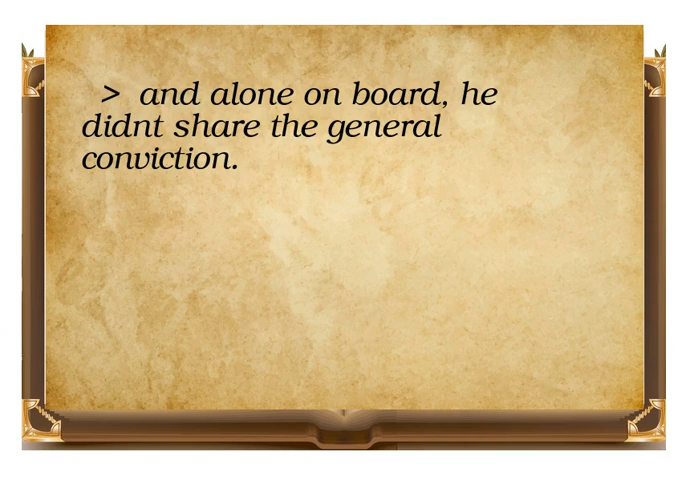 > and alone on board, he
didnt share the general
conviction.